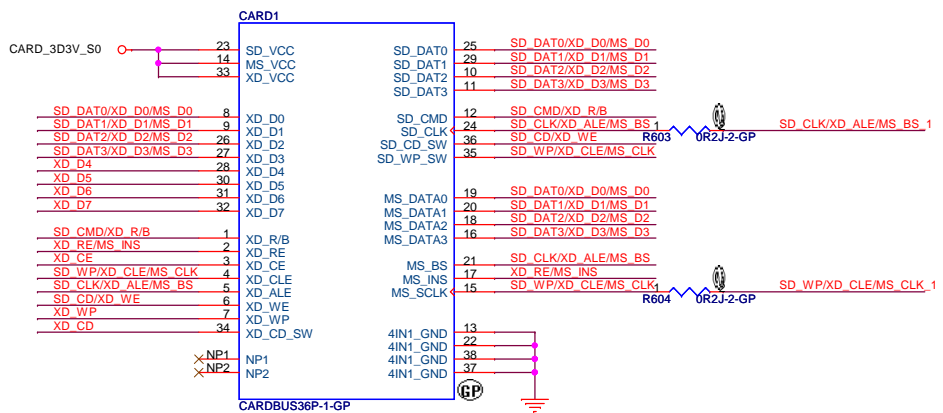 CARD1
CARD_3D3V_S0
23 SD_VCC
14 MS_VCC
33 XD_VCC
SD_DAT0/XD_D0/MS_D0 8 XD_D0
SD_DAT1/XD_D1/MS_D1 9 XD_D1
SD_DAT2/XD_D2/MS_D2 26 XD_D2
SD_DAT3/XD_D3/MS_D3 27 XD_D3
XD_D4 28 XD_D4
XD_D5 30 XD_D5
XD_D6 31 XD_D6
XD_D7 32 XD_D7
SD_CMD/XD_R/B 1 XD_R/B
XD_RE/MS_INS 2 XD_RE
XD_CE 3 XD_CE
SD_WP/XD_CLE/MS_CLK 4 XD_CLE
SD_CLK/XD_ALE/MS_BS 5 XD_ALE
SD_CD/XD_WE 6 XD_WE
XD_WP 7 XD_WP
XD_CD 34 XD_CD_SW
NP1 NP1
NP2 NP2
SD_DAT0 25 SD_DAT0/XD_D0/MS_D0
SD_DAT1 29 SD_DAT1/XD_D1/MS_D1
SD_DAT2 10 SD_DAT2/XD_D2/MS_D2
SD_DAT3 11 SD_DAT3/XD_D3/MS_D3
SD_CMD 12 SD_CMD/XD_R/B
SD_CLK 24 SD_CLK/XD_ALE/MS_BS 1 SD_CLK/XD_ALE/MS_BS_1
SD_CD_SW 36 SD_CD/XD_WE R603 0R2J-2-GP
SD_WP_SW 35 SD_WP/XD_CLE/MS_CLK
MS_DATA0 19 SD_DAT0/XD_D0/MS_D0
MS_DATA1 20 SD_DAT1/XD_D1/MS_D1
MS_DATA2 18 SD_DAT2/XD_D2/MS_D2
MS_DATA3 16 SD_DAT3/XD_D3/MS_D3
MS_BS 21 SD_CLK/XD_ALE/MS_BS
MS_INS 17 XD_RE/MS_INS
MS_SCLK 15 SD_WP/XD_CLE/MS_CLK 1 SD_WP/XD_CLE/MS_CLK_1
R604 0R2J-2-GP
4IN1_GND 13
4IN1_GND 22
4IN1_GND 38
4IN1_GND 37
GP
CARDBUS36P-1-GP